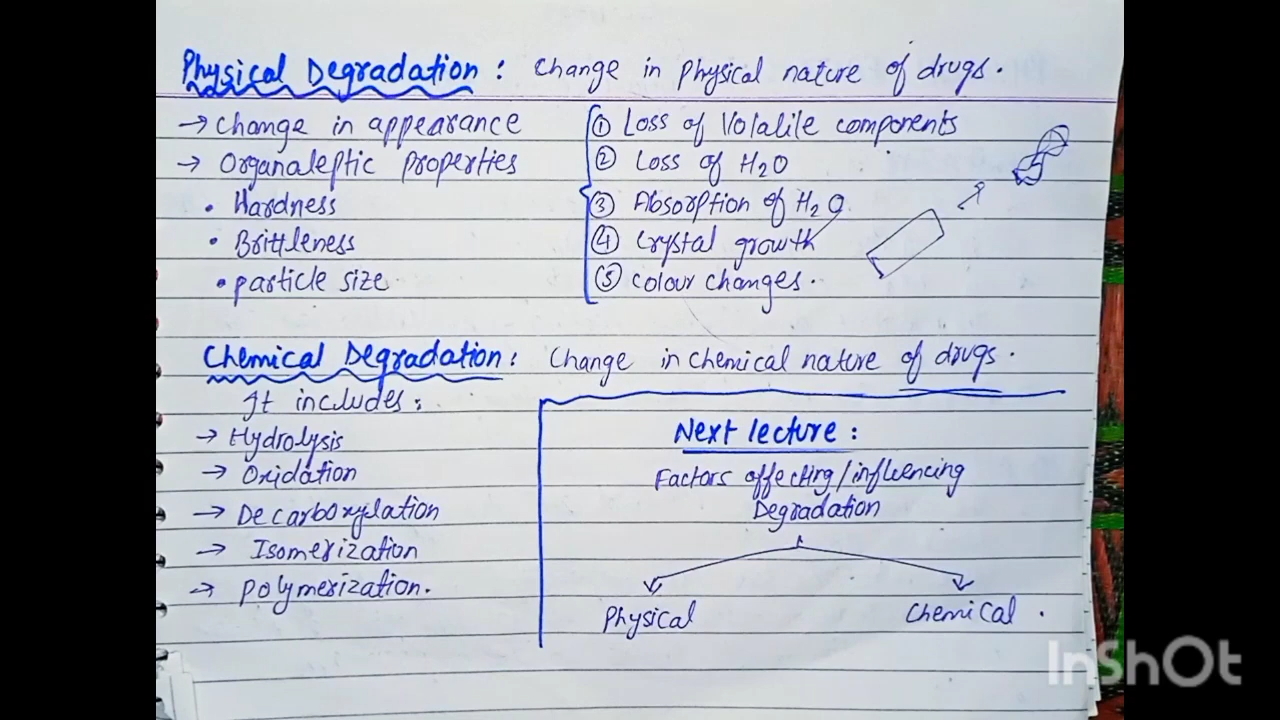 Physical Degradation : Change in Physical nature of drugs.
→ Change in appearance
→ Organaleptic properties
• Hardness
• Brittleness
• Particle size
① Loss of Volatile components
② Loss of H2O
③ Absorption of H2O
④ Crystal growth
⑤ Colour changes.
Chemical Degradation : Change in Chemical nature of drugs.
It includes :
→ Hydrolysis
→ Oxidation
→ Decarboxylation
→ Isomerization
→ Polymerization.
Next lecture :
Factors affecting/influencing
Degradation
Physical
Chemical .
InShOt